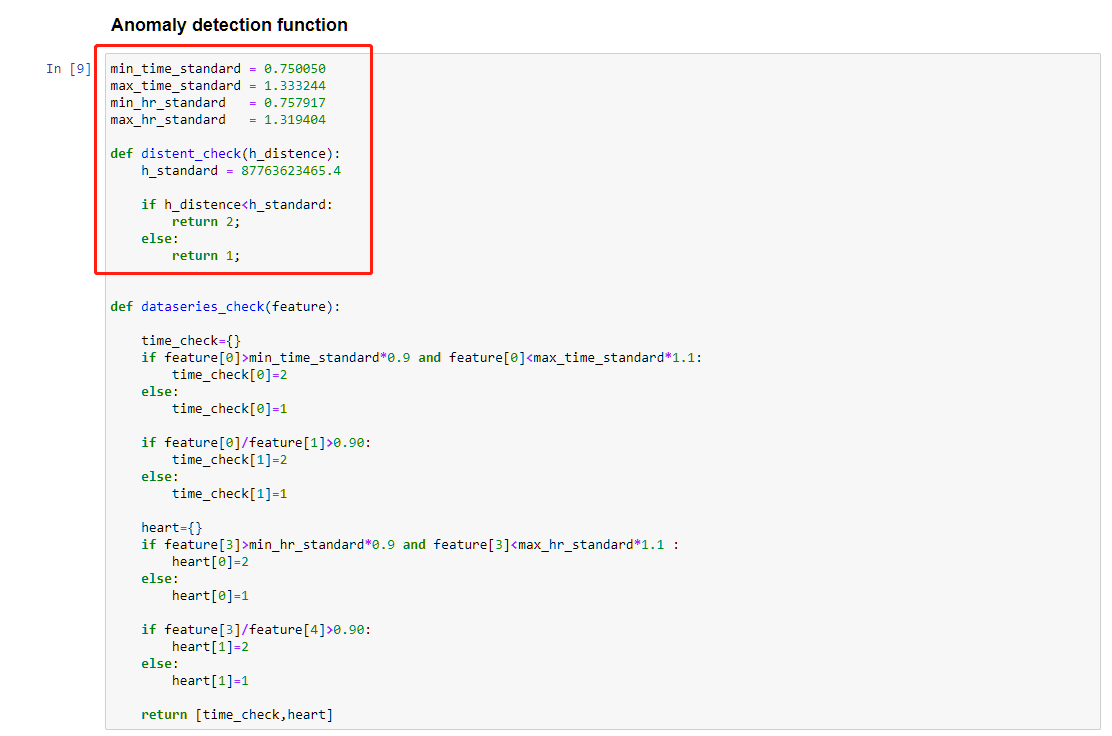 Anomaly detection function
In [9]
min_time_standard = 0.750050
max_time_standard = 1.333244
min_hr_standard   = 0.757917
max_hr_standard   = 1.319404
def distent_check(h_distence):
    h_standard = 87763623465.4
    if h_distence<h_standard:
        return 2;
    else:
        return 1;
def dataseries_check(feature):
    time_check={}
    if feature[0]>min_time_standard*0.9 and feature[0]<max_time_standard*1.1:
        time_check[0]=2
    else:
        time_check[0]=1
    if feature[0]/feature[1]>0.90:
        time_check[1]=2
    else:
        time_check[1]=1
    heart={}
    if feature[3]>min_hr_standard*0.9 and feature[3]<max_hr_standard*1.1 :
        heart[0]=2
    else:
        heart[0]=1
    if feature[3]/feature[4]>0.90:
        heart[1]=2
    else:
        heart[1]=1
    return [time_check,heart]